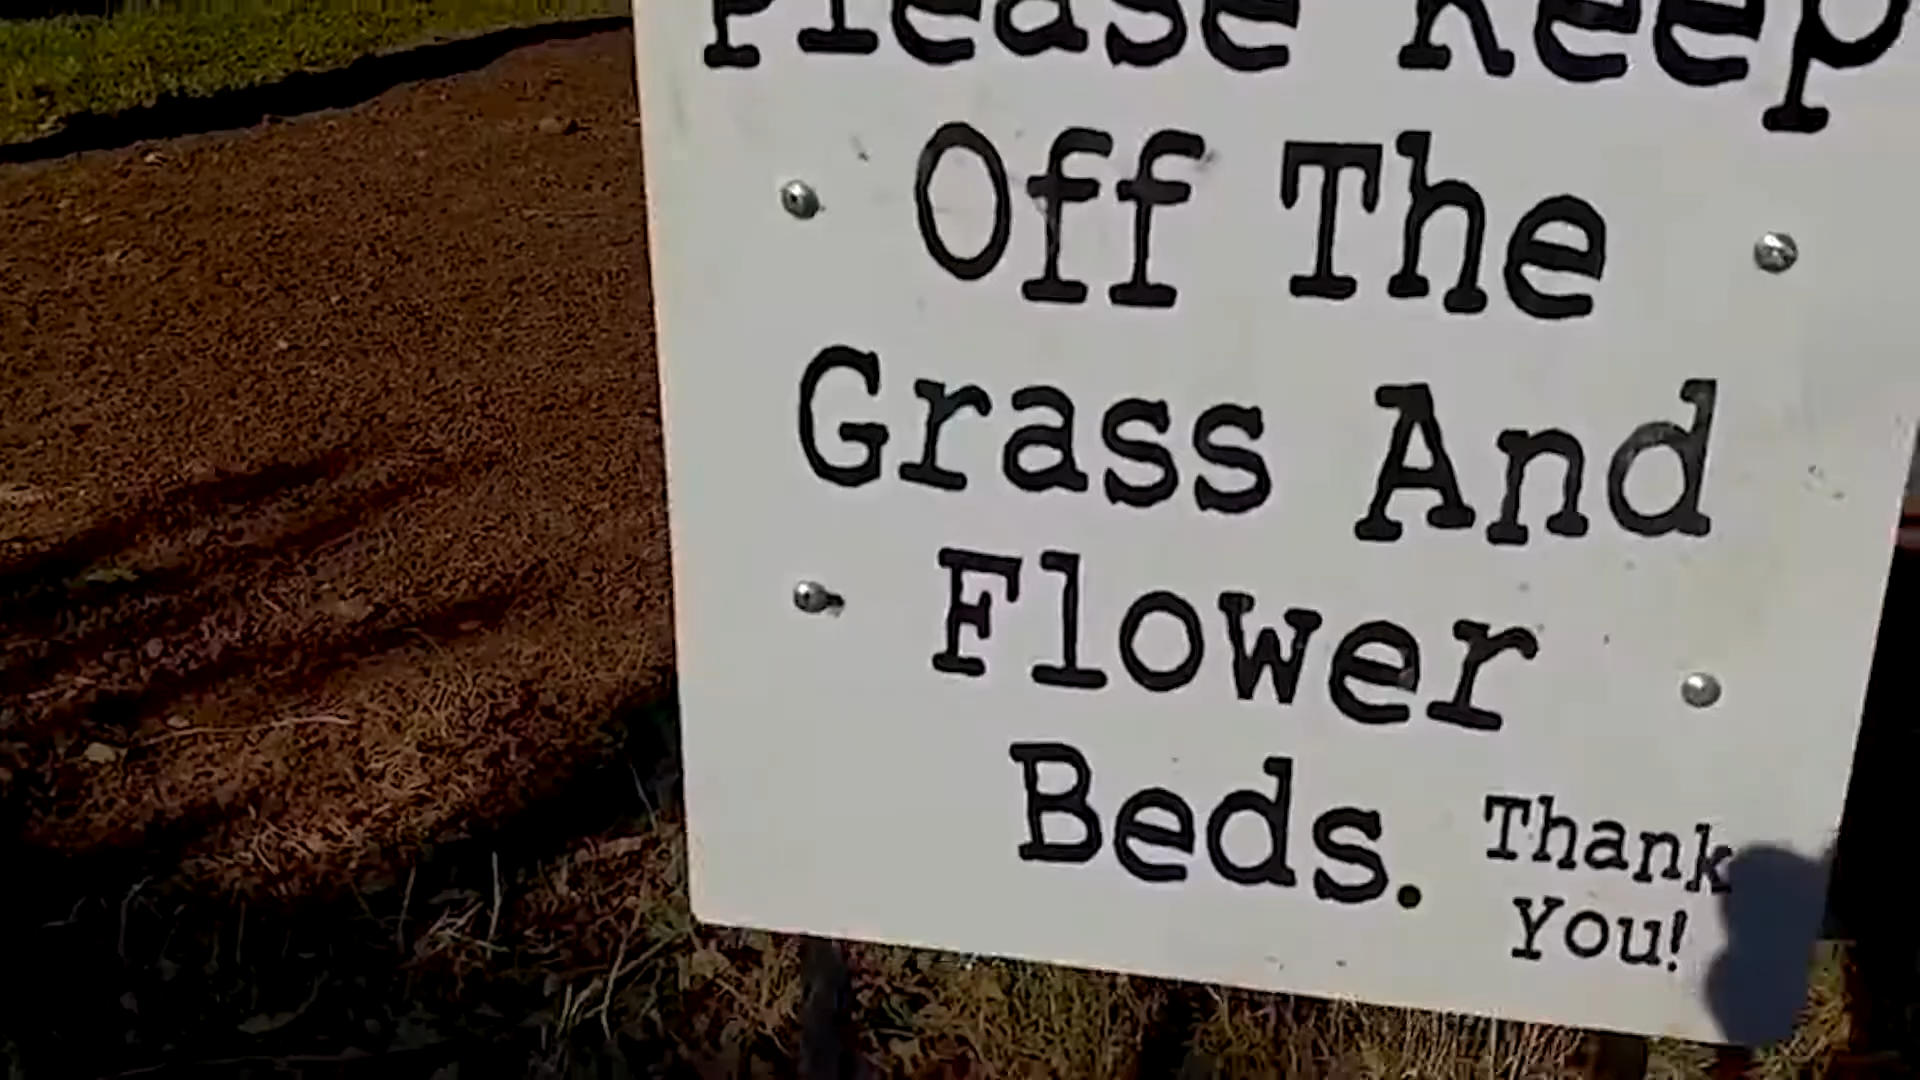 Please Keep
Off The
Grass And
Flower
Beds. Thank
You!